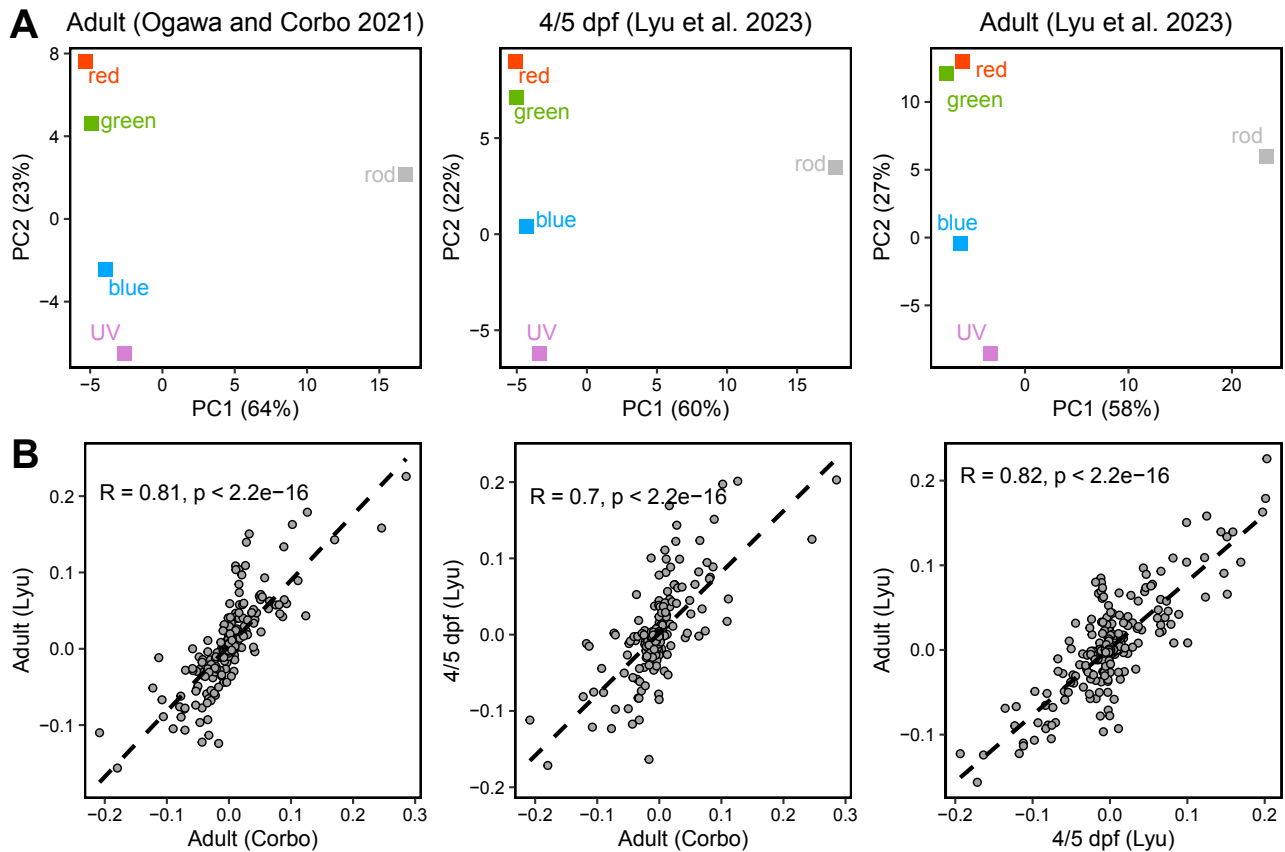 A
Adult (Ogawa and Corbo 2021)
4/5 dpf (Lyu et al. 2023)
Adult (Lyu et al. 2023)
8
4
0
−4
PC2 (23%)
red
green
rod
blue
UV
−5
0
5
10
15
PC1 (64%)
5
0
−5
PC2 (22%)
red
green
rod
blue
UV
−5
0
5
10
15
PC1 (60%)
10
5
0
−5
PC2 (27%)
red
green
rod
blue
UV
0
10
20
PC1 (58%)
B
R = 0.81, p < 2.2e−16
0.2
0.1
0.0
−0.1
Adult (Lyu)
−0.2
−0.1
0.0
0.1
0.2
0.3
Adult (Corbo)
R = 0.7, p < 2.2e−16
0.2
0.1
0.0
−0.1
−0.2
4/5 dpf (Lyu)
−0.2
−0.1
0.0
0.1
0.2
0.3
Adult (Corbo)
R = 0.82, p < 2.2e−16
0.2
0.1
0.0
−0.1
Adult (Lyu)
−0.2
−0.1
0.0
0.1
0.2
4/5 dpf (Lyu)